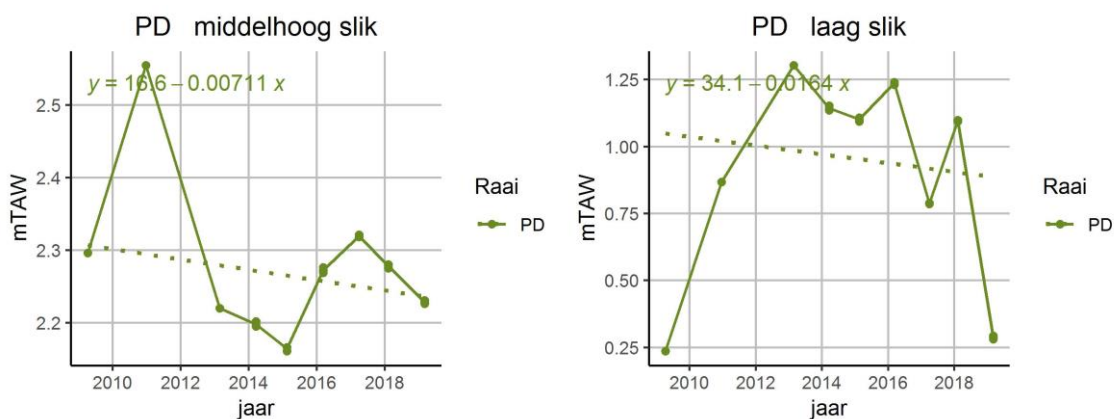 PD middelhoog slik
y = 16.6 – 0.00711 x
2.5
2.4
2.3
2.2
mTAW
2010 2012 2014 2016 2018
jaar
Raai
PD
PD laag slik
y = 34.1 – 0.0164 x
1.25
1.00
0.75
0.50
0.25
mTAW
2010 2012 2014 2016 2018
jaar
Raai
PD